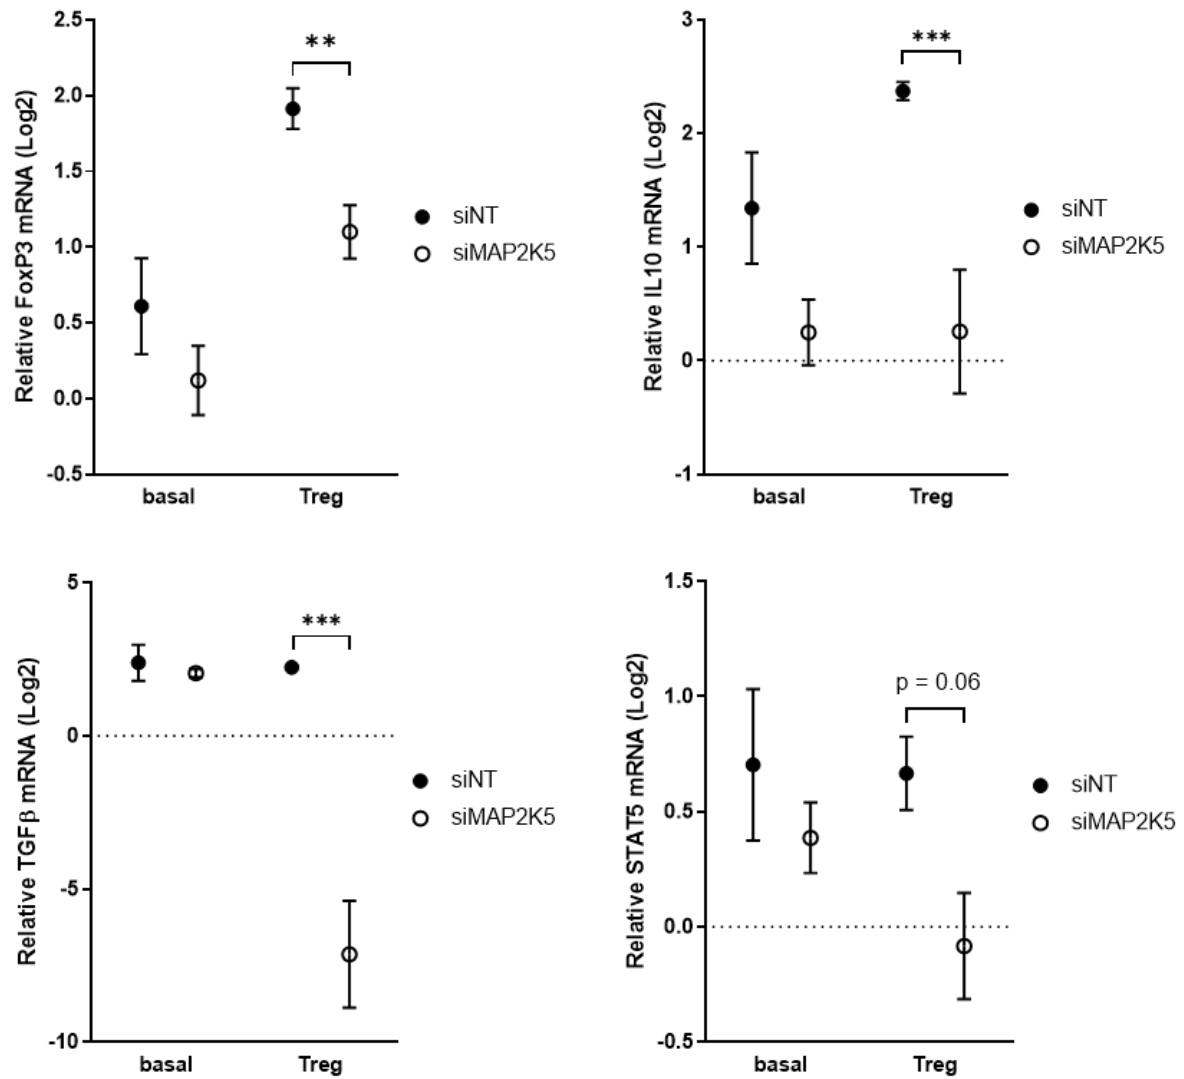 Relative FoxP3 mRNA (Log2)
2.5
2.0
1.5
1.0
0.5
0.0
-0.5
**
basal
Treg
siNT
siMAP2K5
Relative IL10 mRNA (Log2)
3
2
1
0
-1
***
basal
Treg
siNT
siMAP2K5
Relative TGFβ mRNA (Log2)
5
0
-5
-10
***
basal
Treg
siNT
siMAP2K5
Relative STAT5 mRNA (Log2)
1.5
1.0
0.5
0.0
-0.5
p = 0.06
basal
Treg
siNT
siMAP2K5